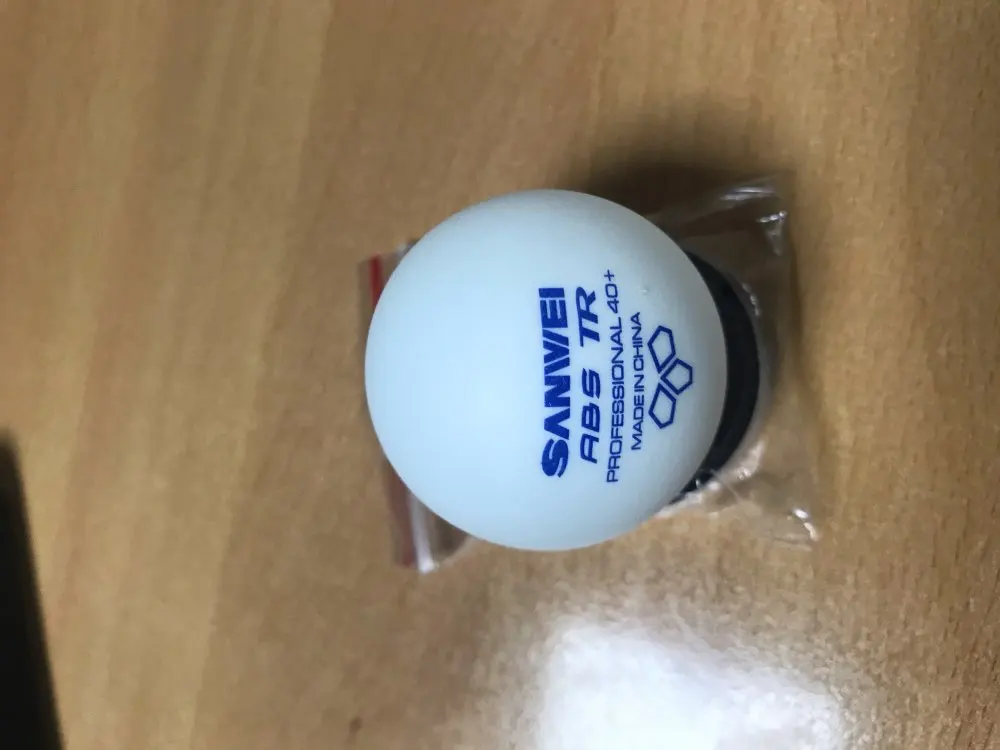 SANWEI
ABS TR
PROFESSIONAL 40+
MADE IN CHINA